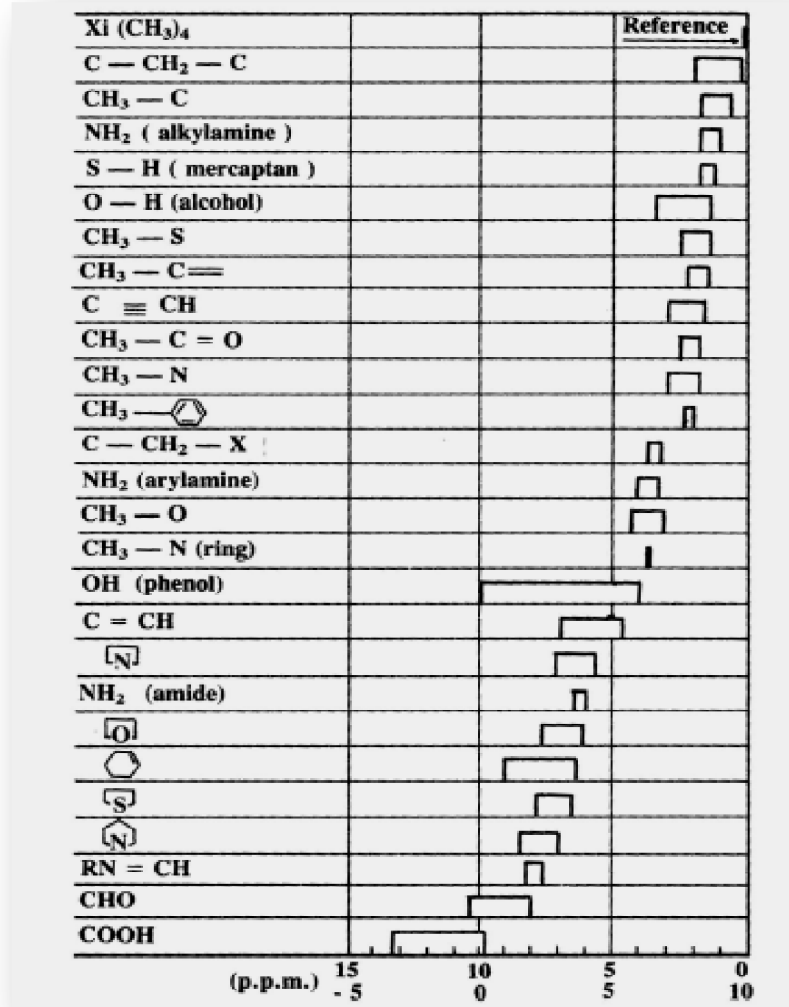 Xi (CH₃)₄ Reference
C — CH₂ — C
CH₃ — C
NH₂ ( alkylamine )
S — H ( mercaptan )
O — H (alcohol)
CH₃ — S
CH₃ — C=
C ≡ CH
CH₃ — C = O
CH₃ — N
CH₃ —
C — CH₂ — X
NH₂ (arylamine)
CH₃ — O
CH₃ — N (ring)
OH (phenol)
C = CH
N
NH₂ (amide)
O
S
N
RN = CH
CHO
COOH
(p.p.m.) 15 10 5 0
- 5 0 5 10